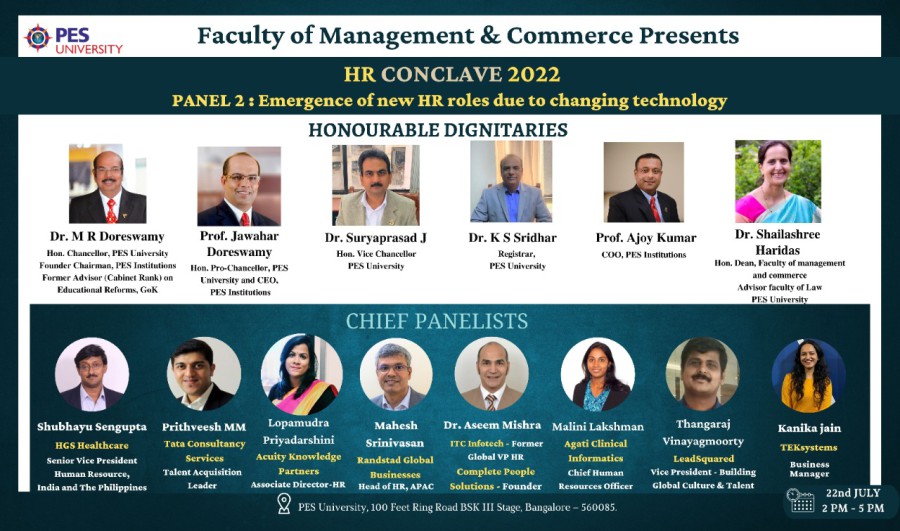 PES
UNIVERSITY
Faculty of Management & Commerce Presents
HR CONCLAVE 2022
PANEL 2 : Emergence of new HR roles due to changing technology
HONOURABLE DIGNITARIES
Dr. M R Doreswamy
Hon. Chancellor, PES University
Founder Chairman, PES Institutions
Former Advisor (Cabinet Rank) on
Educational Reforms, GoK
Prof. Jawahar
Doreswamy
Hon. Pro-Chancellor, PES
University and CEO,
PES Institutions
Dr. Suryaprasad J
Hon. Vice Chancellor
PES University
Dr. K S Sridhar
Registrar,
PES University
Prof. Ajoy Kumar
COO, PES Institutions
Dr. Shailashree
Haridas
Hon. Dean, Faculty of management
and commerce
Advisor faculty of Law
PES University
CHIEF PANELISTS
Shubhayu Sengupta
HGS Healthcare
Senior Vice President
Human Resource,
India and The Philippines
Prithveesh MM
Tata Consultancy
Services
Talent Acquisition
Leader
Lopamudra
Priyadarshini
Acuity Knowledge
Partners
Associate Director-HR
Mahesh
Srinivasan
Randstad Global
Businesses
Head of HR, APAC
Dr. Aseem Mishra
ITC Infotech - Former
Global VP HR
Complete People
Solutions - Founder
Malini Lakshman
Agati Clinical
Informatics
Chief Human
Resources Officer
Thangaraj
Vinayagmoorty
LeadSquared
Vice President - Building
Global Culture & Talent
Kanika jain
TEKsystems
Business
Manager
PES University, 100 Feet Ring Road BSK III Stage, Bangalore – 560085.
22nd JULY
2 PM - 5 PM